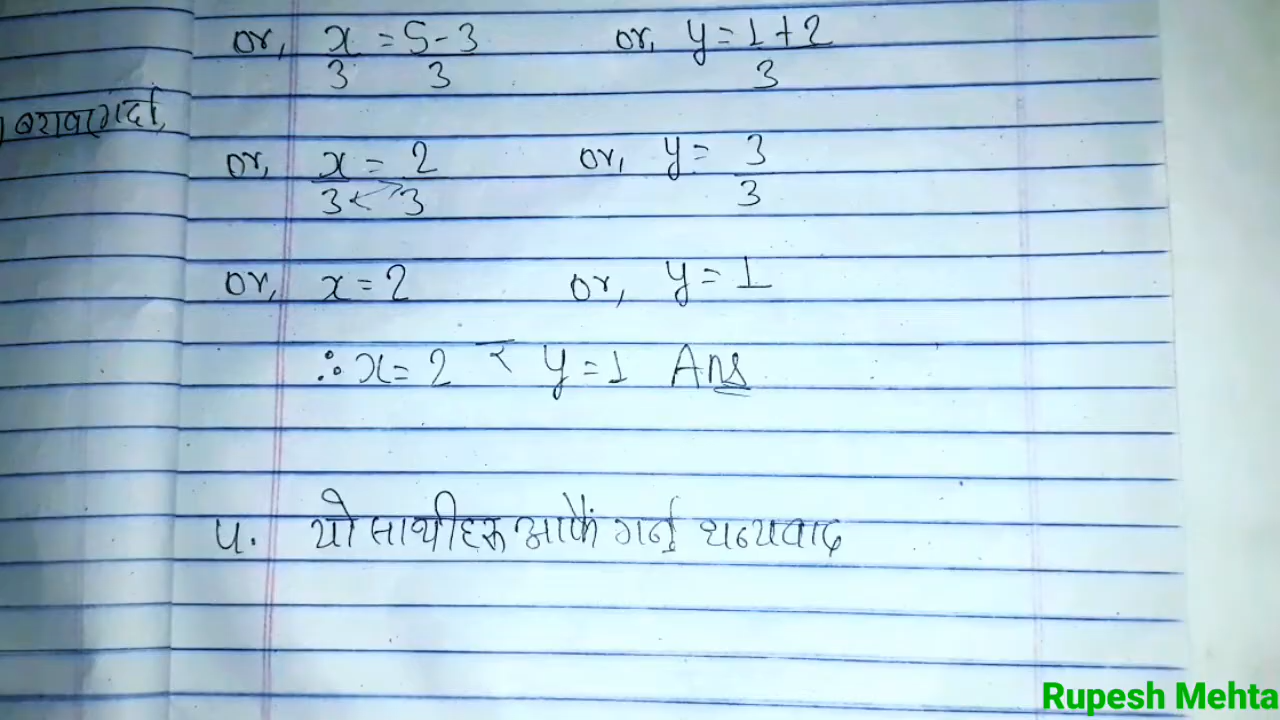 or, x/3 = 5-3/3 or, y = 1+2/3
or, x/3 = 2/3 or, y = 3/3
or, x = 2 or, y = 1
∴ x = 2 र y = 1 Ans
५. यो साथीहरू आफैं गर्नु धन्यवाद
Rupesh Mehta